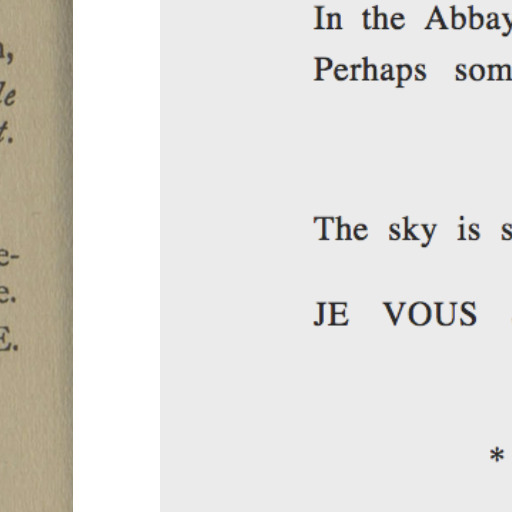 ,
le
t.
e-
e.
E.
In the Abbay
Perhaps som
The sky is s
JE VOUS
*